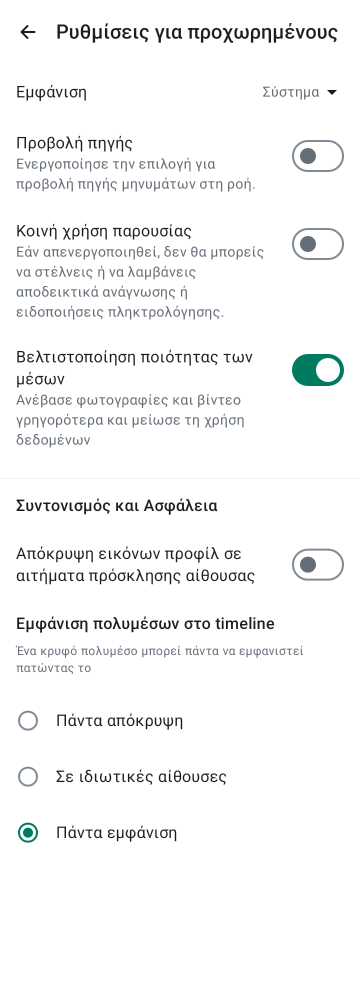 Ρυθμίσεις για προχωρημένους
Εμφάνιση
Σύστημα
Προβολή πηγής
Ενεργοποίησε την επιλογή για
προβολή πηγής μηνυμάτων στη ροή.
Κοινή χρήση παρουσίας
Εάν απενεργοποιηθεί, δεν θα μπορείς
να στέλνεις ή να λαμβάνεις
αποδεικτικά ανάγνωσης ή
ειδοποιήσεις πληκτρολόγησης.
Βελτιστοποίηση ποιότητας των
μέσων
Ανέβασε φωτογραφίες και βίντεο
γρηγορότερα και μείωσε τη χρήση
δεδομένων
Συντονισμός και Ασφάλεια
Απόκρυψη εικόνων προφίλ σε
αιτήματα πρόσκλησης αίθουσας
Εμφάνιση πολυμέσων στο timeline
Ένα κρυφό πολυμέσο μπορεί πάντα να εμφανιστεί
πατώντας το
Πάντα απόκρυψη
Σε ιδιωτικές αίθουσες
Πάντα εμφάνιση